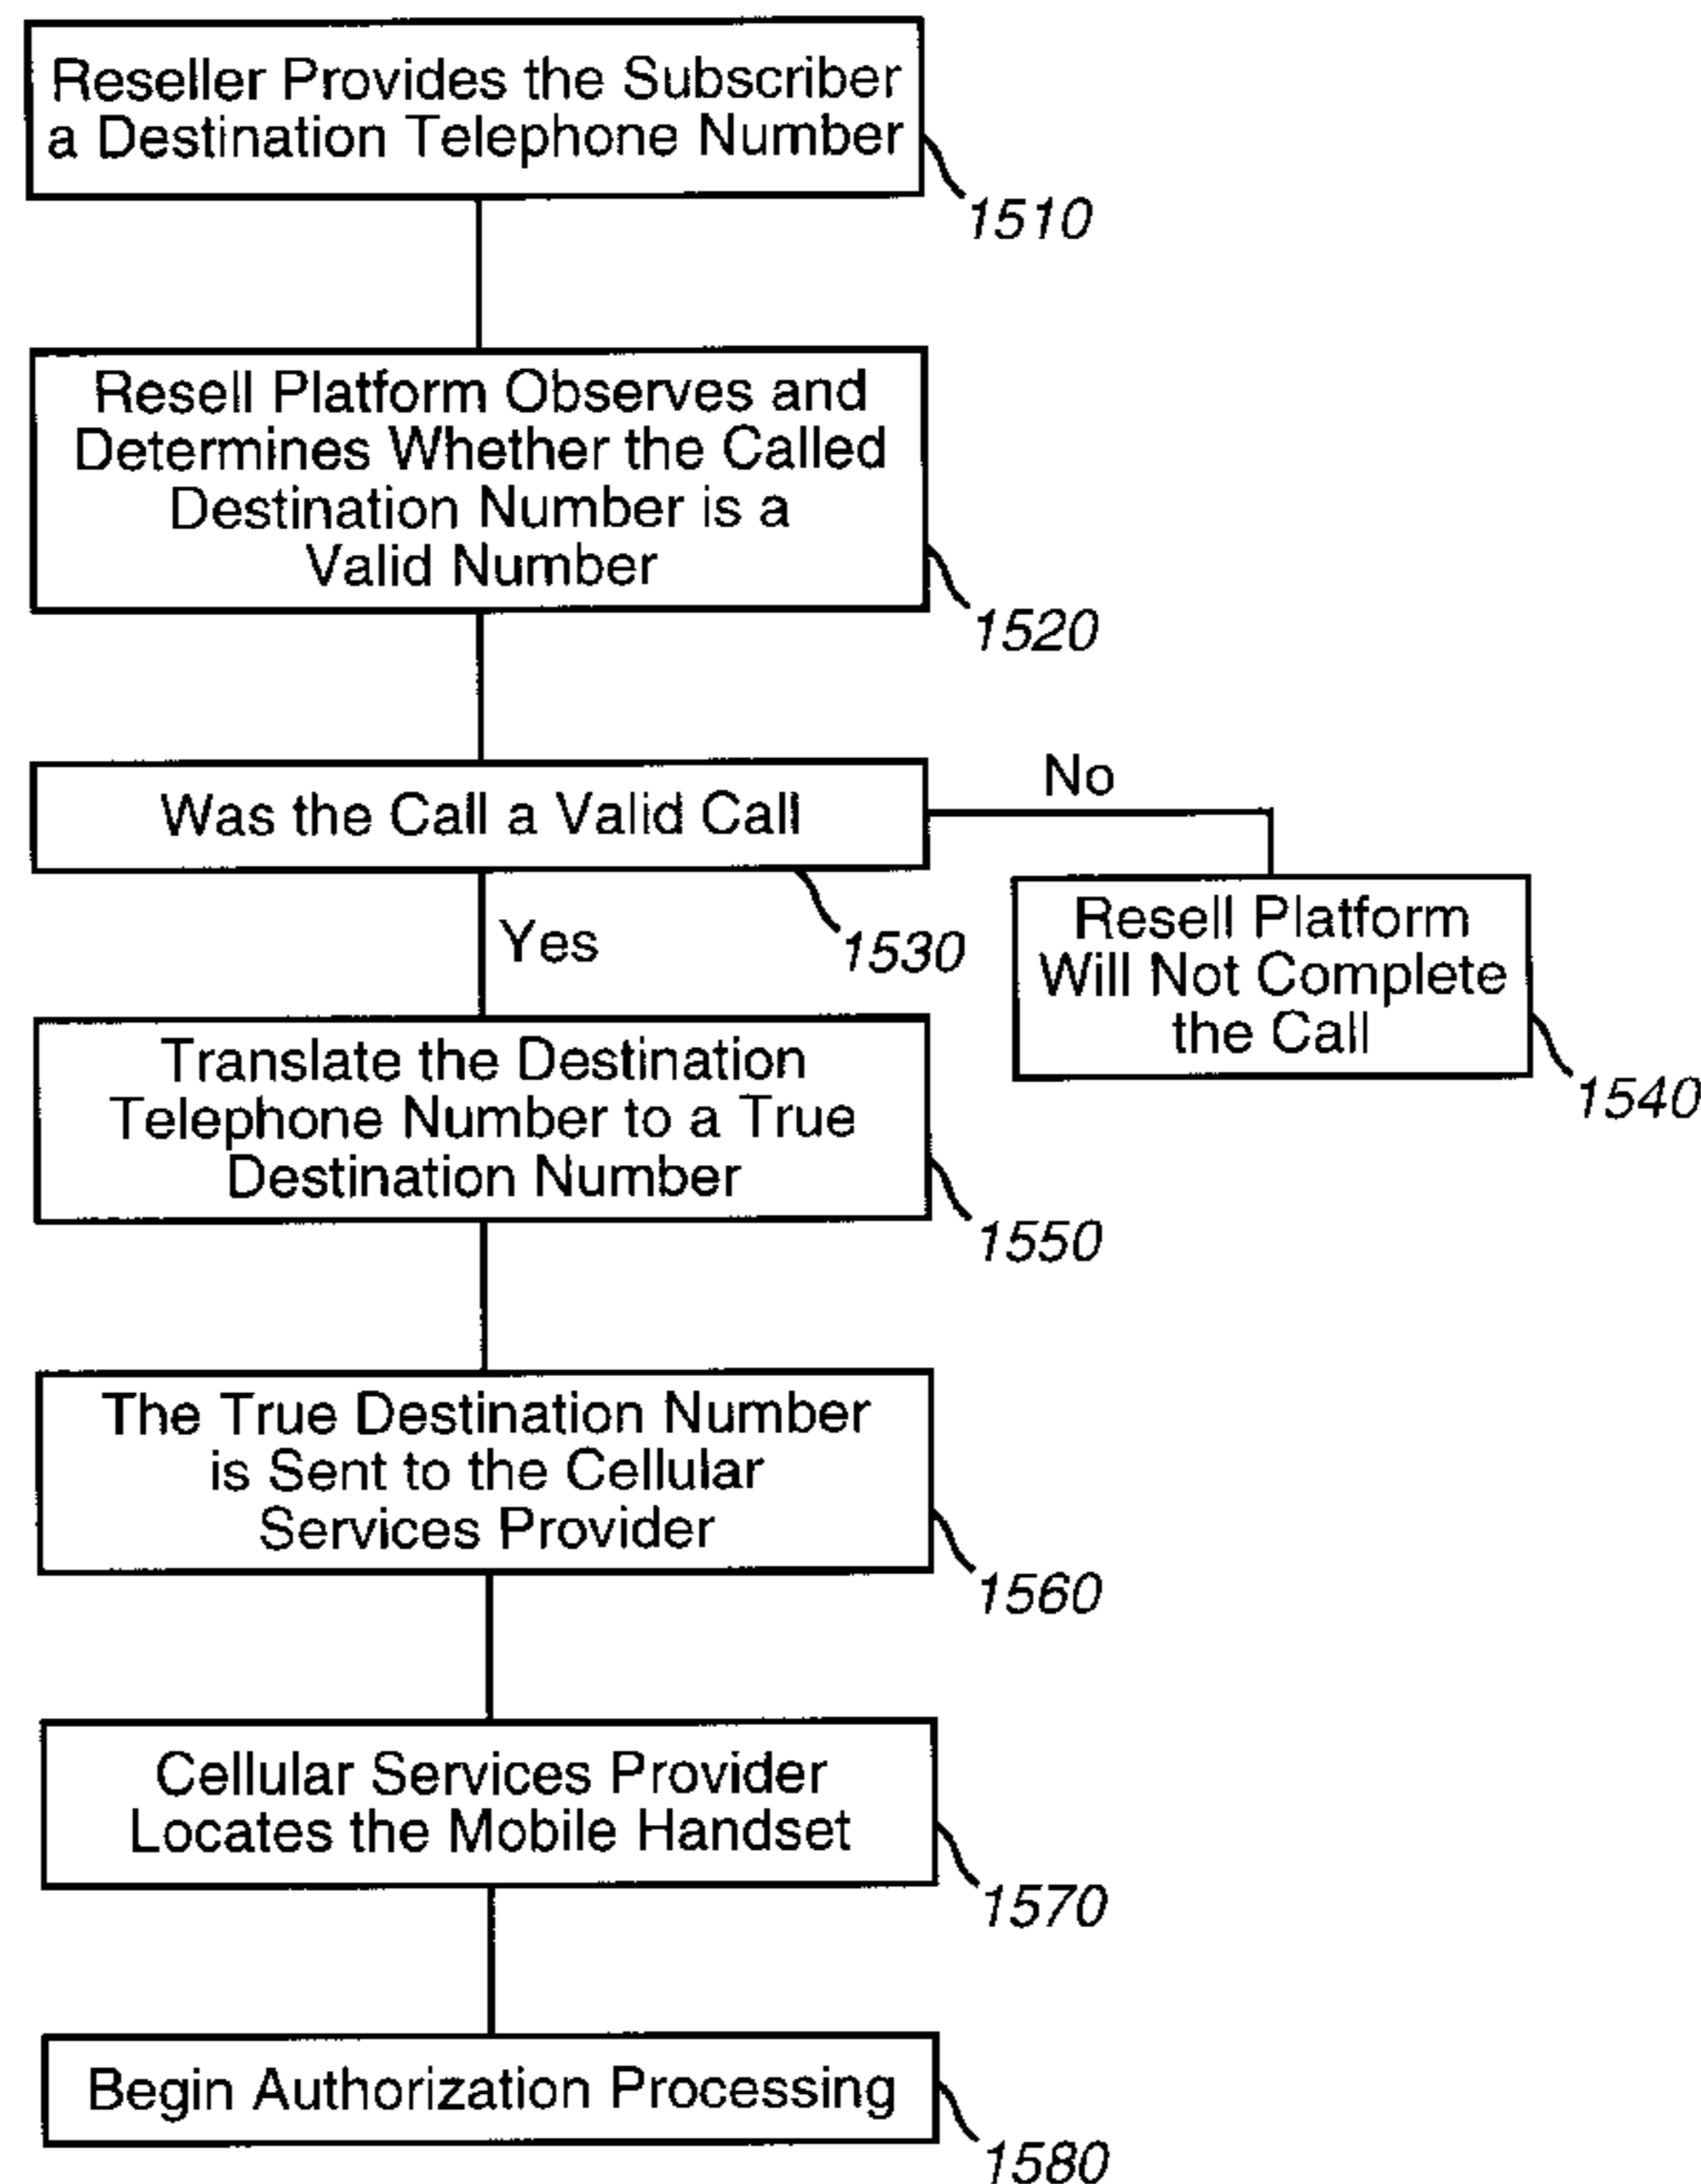 Reseller Provides the Subscriber
a Destination Telephone Number
1510
Resell Platform Observes and
Determines Whether the Called
Destination Number is a
Valid Number
1520
Was the Call a Valid Call
No
1530
Yes
Resell Platform
Will Not Complete
the Call
1540
Translate the Destination
Telephone Number to a True
Destination Number
1550
The True Destination Number
is Sent to the Cellular
Services Provider
1560
Cellular Services Provider
Locates the Mobile Handset
1570
Begin Authorization Processing
1580